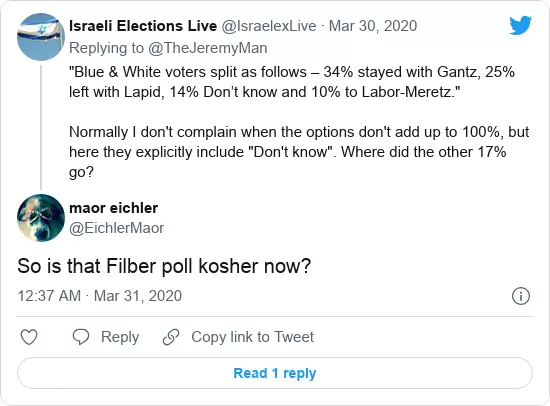 Israeli Elections Live @IsraelexLive · Mar 30, 2020
Replying to @TheJeremyMan
"Blue & White voters split as follows – 34% stayed with Gantz, 25%
left with Lapid, 14% Don’t know and 10% to Labor-Meretz."
Normally I don't complain when the options don't add up to 100%, but
here they explicitly include "Don't know". Where did the other 17%
go?
maor eichler
@EichlerMaor
So is that Filber poll kosher now?
12:37 AM · Mar 31, 2020
Reply
Copy link to Tweet
Read 1 reply